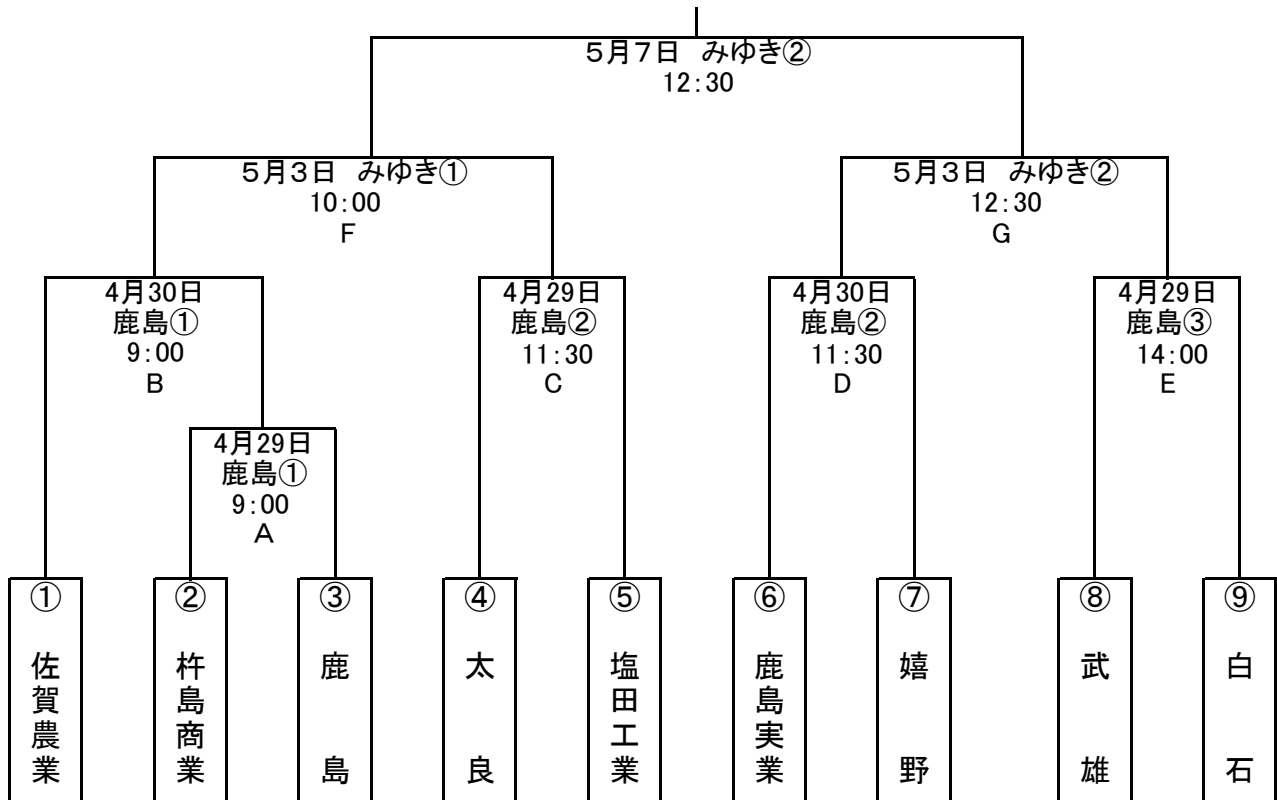 ５月７日　みゆき②
12:30
５月３日　みゆき①
10:00
F
５月３日　みゆき②
12:30
G
4月30日
鹿島①
9:00
B
4月29日
鹿島②
11:30
C
4月30日
鹿島②
11:30
D
4月29日
鹿島③
14:00
E
4月29日
鹿島①
9:00
A
①
佐賀農業
②
杵島商業
③
鹿島
④
太良
⑤
塩田工業
⑥
鹿島実業
⑦
嬉野
⑧
武雄
⑨
白石